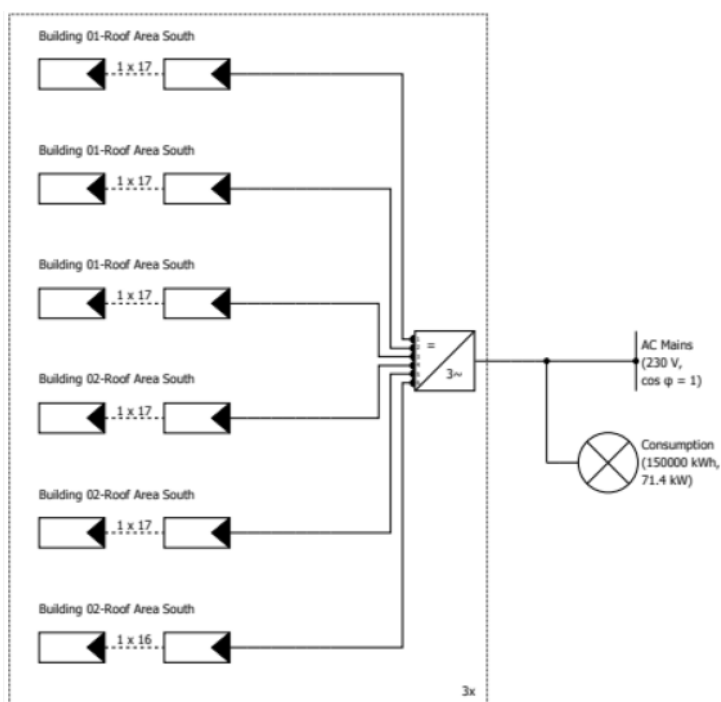 Building 01-Roof Area South
1 x 17
Building 01-Roof Area South
1 x 17
Building 01-Roof Area South
1 x 17
=
3~
AC Mains
(230 V,
cos φ = 1)
Building 02-Roof Area South
1 x 17
Consumption
(150000 kWh,
71.4 kW)
Building 02-Roof Area South
1 x 17
Building 02-Roof Area South
1 x 16
3x